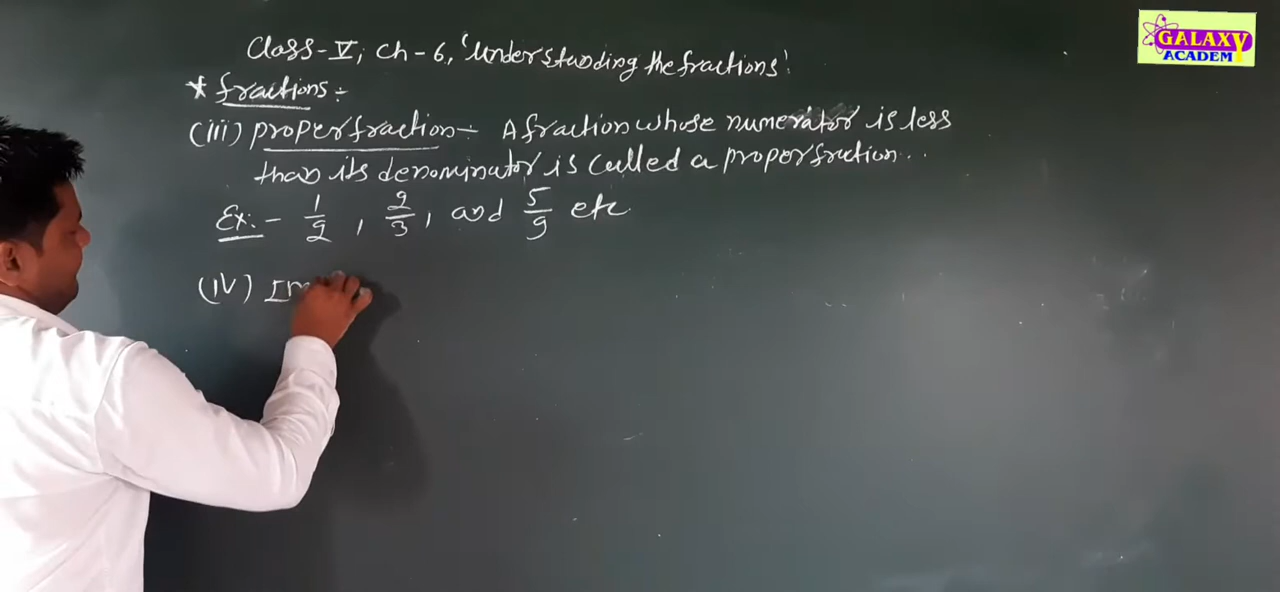 Class-V, Ch-6, 'Understanding the fractions'.
* fractions :-
(iii) proper fraction :- A fraction whose numerator is less
than its denominator is called a proper fraction..
Ex:- 1/2, 2/3, and 5/9 etc
(IV) Im
GALAXY
ACADEM